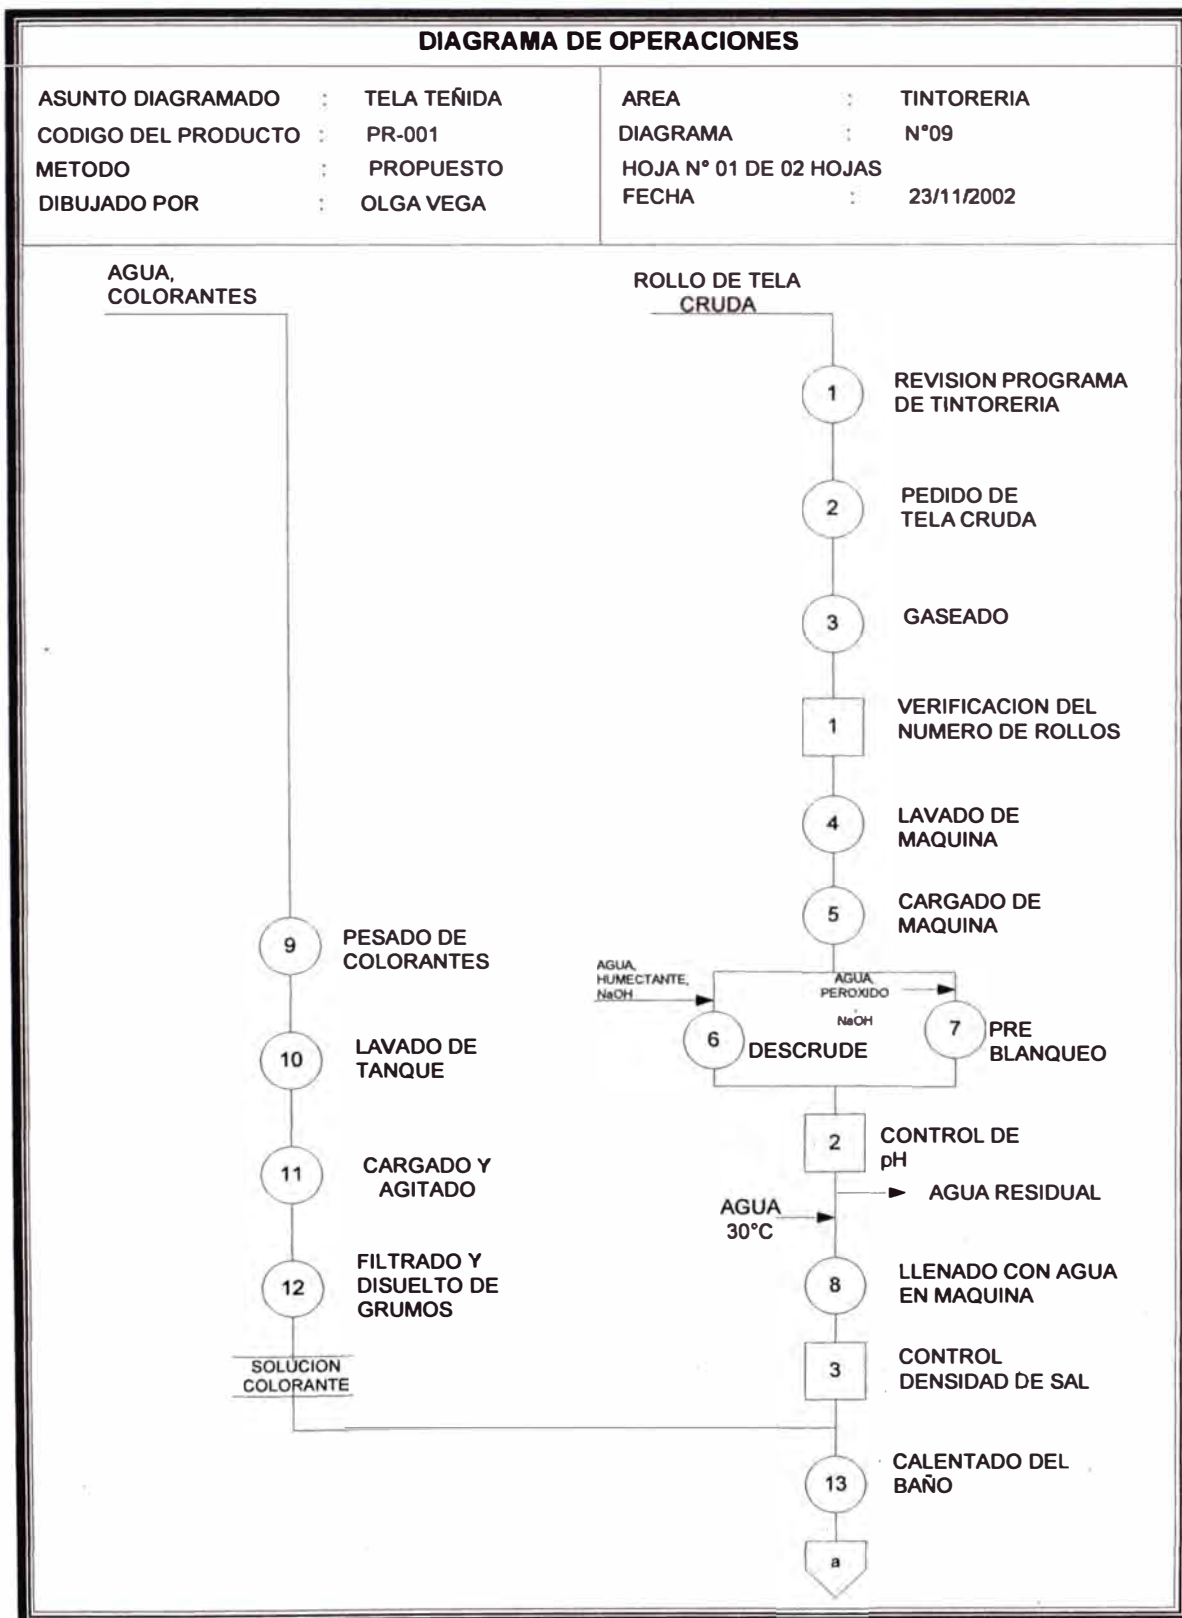 DIAGRAMA DE OPERACIONES
ASUNTO DIAGRAMADO : TELA TEÑIDA
CODIGO DEL PRODUCTO : PR-001
METODO : PROPUESTO
DIBUJADO POR : OLGA VEGA
AREA : TINTORERIA
DIAGRAMA : N°09
HOJA N° 01 DE 02 HOJAS
FECHA : 23/11/2002
AGUA,
COLORANTES
9
PESADO DE
COLORANTES
10
LAVADO DE
TANQUE
11
CARGADO Y
AGITADO
12
FILTRADO Y
DISUELTO DE
GRUMOS
SOLUCION
COLORANTE
ROLLO DE TELA
CRUDA
1
REVISION PROGRAMA
DE TINTORERIA
2
PEDIDO DE
TELA CRUDA
3
GASEADO
1
VERIFICACION DEL
NUMERO DE ROLLOS
4
LAVADO DE
MAQUINA
5
CARGADO DE
MAQUINA
AGUA,
HUMECTANTE,
NaOH
6
DESCRUDE
AGUA,
PEROXIDO
,
NaOH
7
PRE
BLANQUEO
2
CONTROL DE
pH
AGUA RESIDUAL
AGUA
30°C
8
LLENADO CON AGUA
EN MAQUINA
3
CONTROL
DENSIDAD DE SAL
13
CALENTADO DEL
BAÑO
a